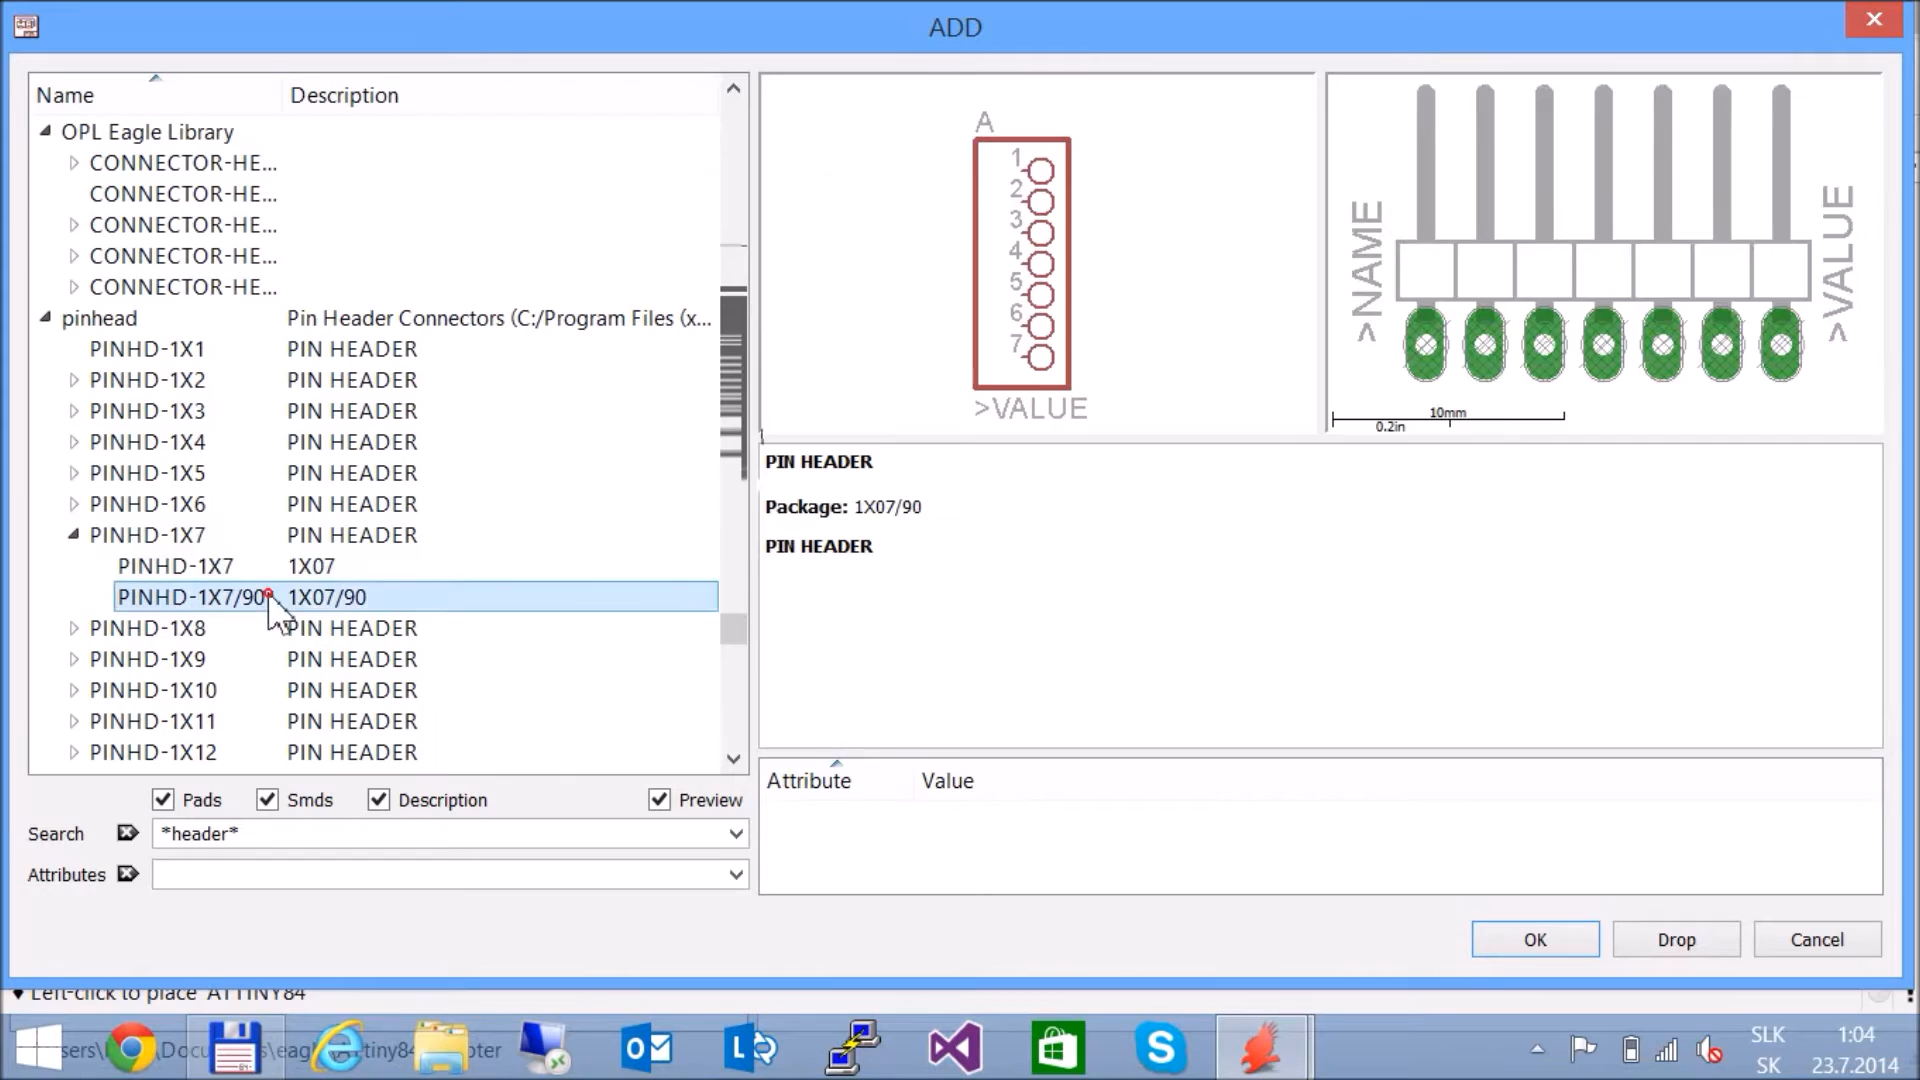 ADD
Name Description
OPL Eagle Library
CONNECTOR-HE...
CONNECTOR-HE...
CONNECTOR-HE...
CONNECTOR-HE...
CONNECTOR-HE...
pinhead Pin Header Connectors (C:/Program Files (x...
PINHD-1X1 PIN HEADER
PINHD-1X2 PIN HEADER
PINHD-1X3 PIN HEADER
PINHD-1X4 PIN HEADER
PINHD-1X5 PIN HEADER
PINHD-1X6 PIN HEADER
PINHD-1X7 PIN HEADER
PINHD-1X7 1X07
PINHD-1X7/90 1X07/90
PINHD-1X8 PIN HEADER
PINHD-1X9 PIN HEADER
PINHD-1X10 PIN HEADER
PINHD-1X11 PIN HEADER
PINHD-1X12 PIN HEADER
Pads Smds Description Preview
Search *header*
Attributes
A
1
2
3
4
5
6
7
>VALUE
>NAME
>VALUE
10mm
0.2in
PIN HEADER
Package: 1X07/90
PIN HEADER
Attribute Value
OK Drop Cancel
Left-click to place ATTINY84
SLK 1:04
SK 23.7.2014